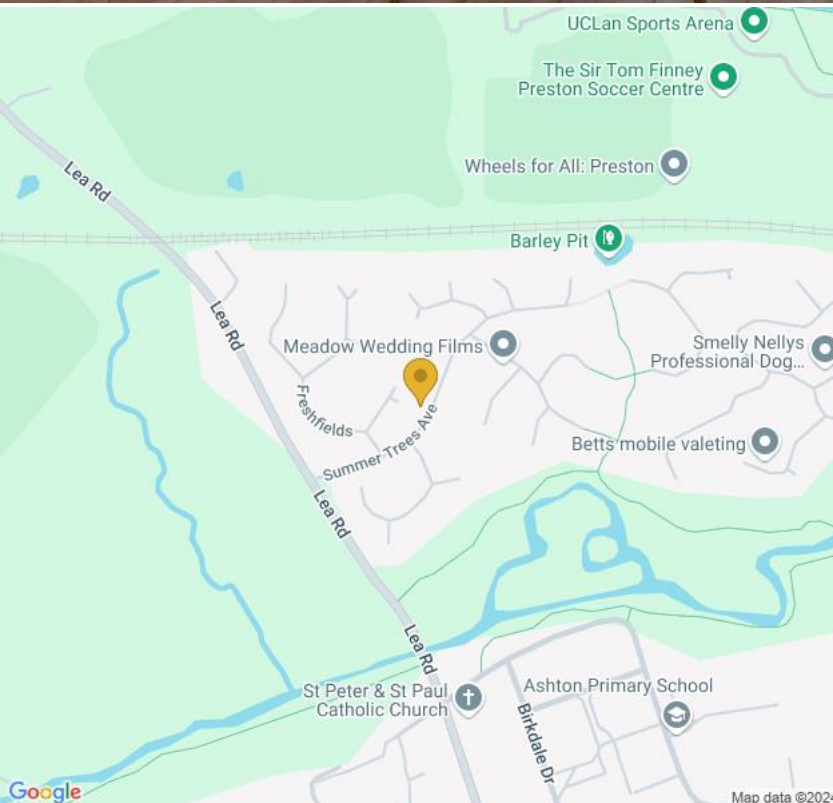 UCLan Sports Arena
The Sir Tom Finney
Preston Soccer Centre
Lea Rd
Wheels for All: Preston
Barley Pit
Lea Rd
Meadow Wedding Films
Smelly Nellys
Professional Dog...
Freshfields
Summer Trees Ave
Betts mobile valeting
Lea Rd
Lea Rd
St Peter & St Paul
Catholic Church
Ashton Primary School
Birkdale Dr
Google
Map data ©2024